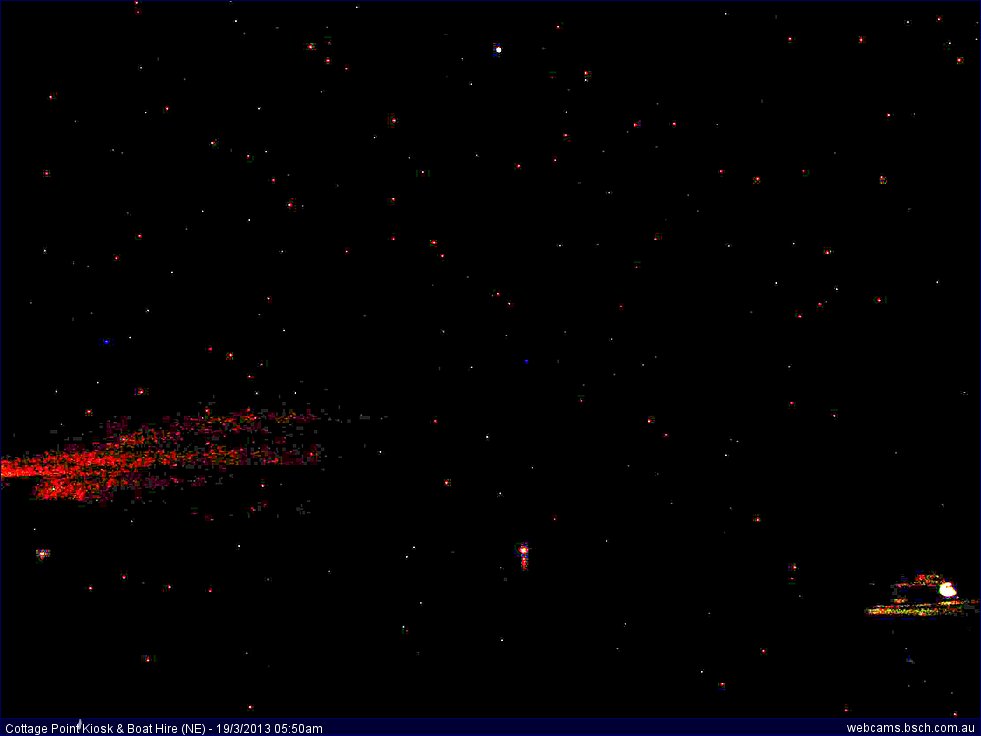 Cottage Point Kiosk & Boat Hire (NE) - 19/3/2013 05:50am
webcams.bsch.com.au